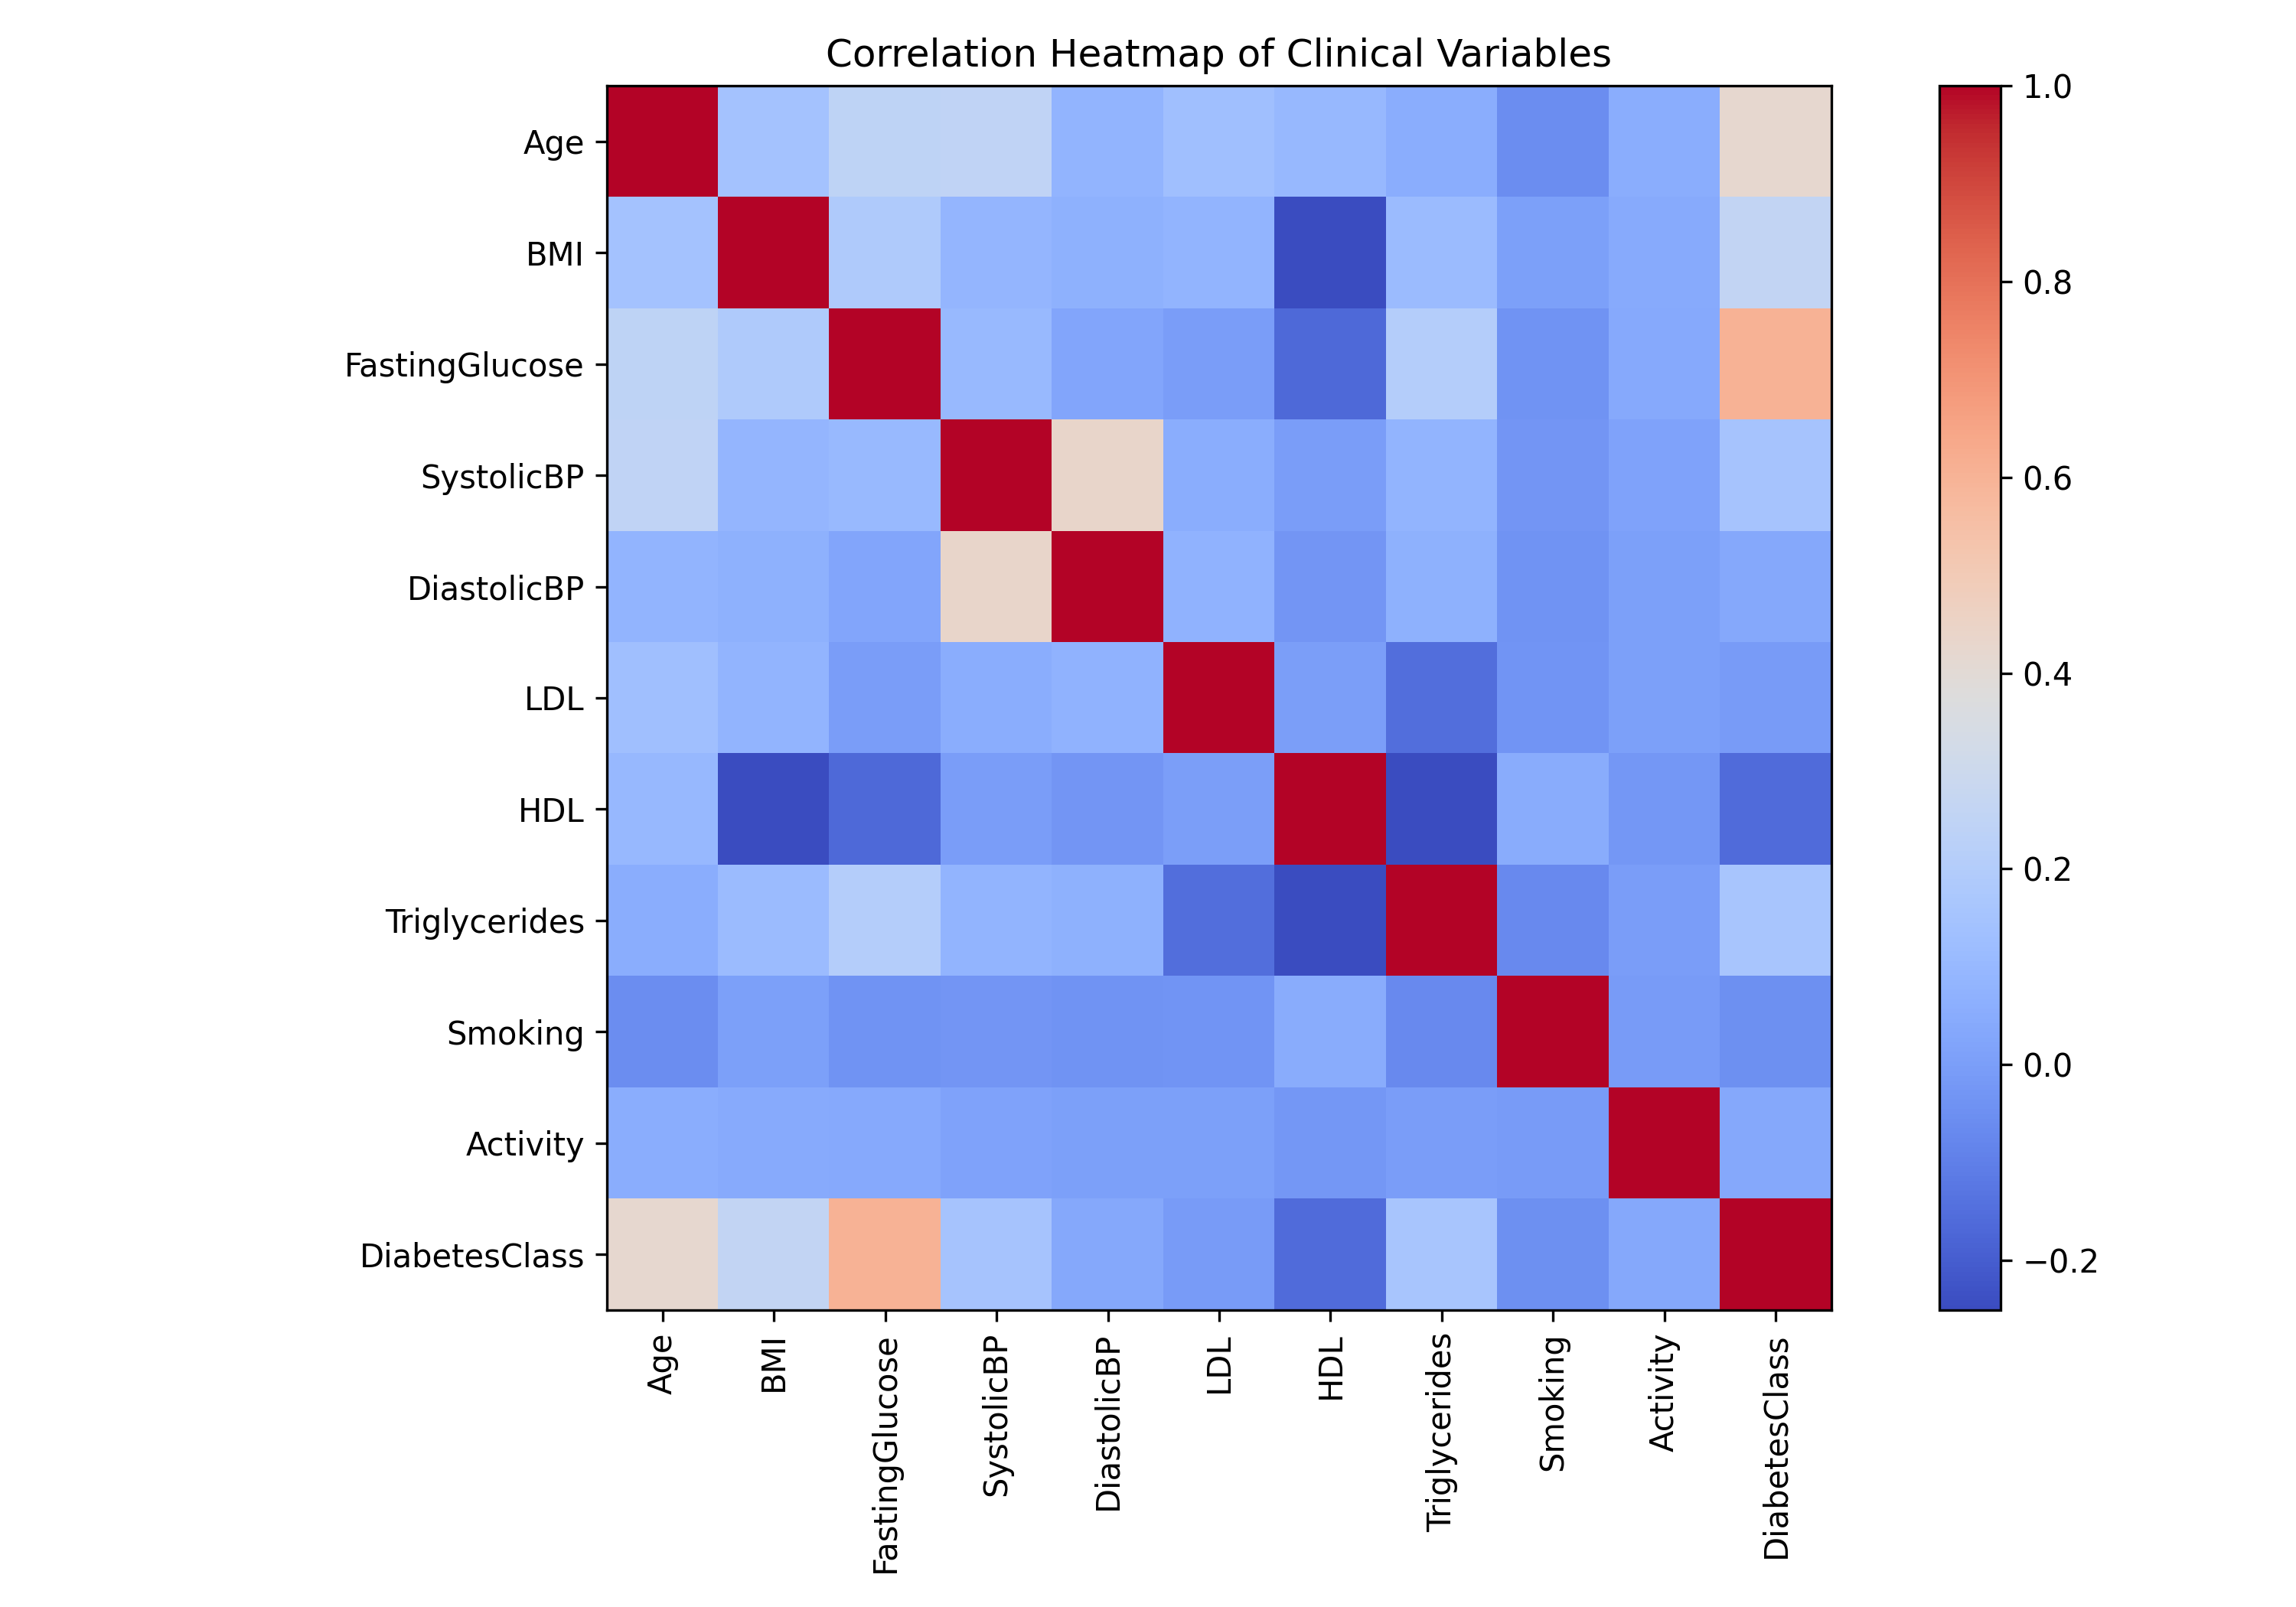 Correlation Heatmap of Clinical Variables
Age
BMI
FastingGlucose
SystolicBP
DiastolicBP
LDL
HDL
Triglycerides
Smoking
Activity
DiabetesClass
Age
BMI
FastingGlucose
SystolicBP
DiastolicBP
LDL
HDL
Triglycerides
Smoking
Activity
DiabetesClass
1.0
0.8
0.6
0.4
0.2
0.0
−0.2